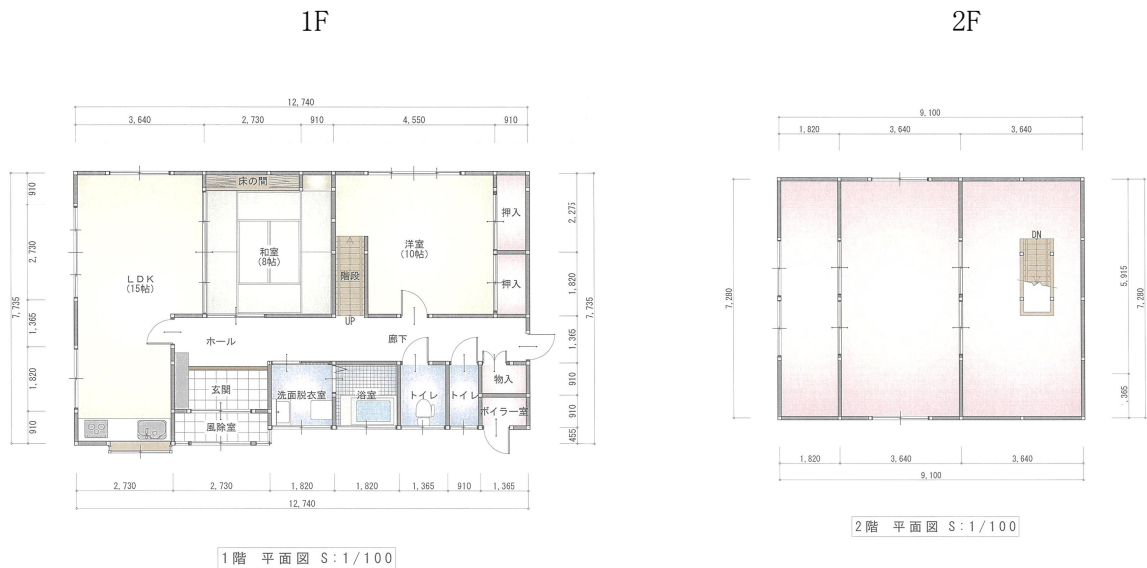 1F
2F
12,740
3,640 2,730 910 4,550 910
9,100
1,820 3,640 3,640
床の間
910
2,730
1,365
1,820
910
7,735
LDK
(15帖)
和室
(8帖)
洋室
(10帖)
押入
押入
階段
UP
ホール
廊下
玄関
風除室
洗面脱衣室
浴室
トイレ
トイレ
物入
ボイラー室
2,275
1,820
1,365
910
910
455
7,735
7,280
DN
5,915
1,365
7,280
2,730 2,730 1,820 1,820 1,365 910 1,365
12,740
1,820 3,640 3,640
9,100
1階 平面図 S:1/100
2階 平面図 S:1/100